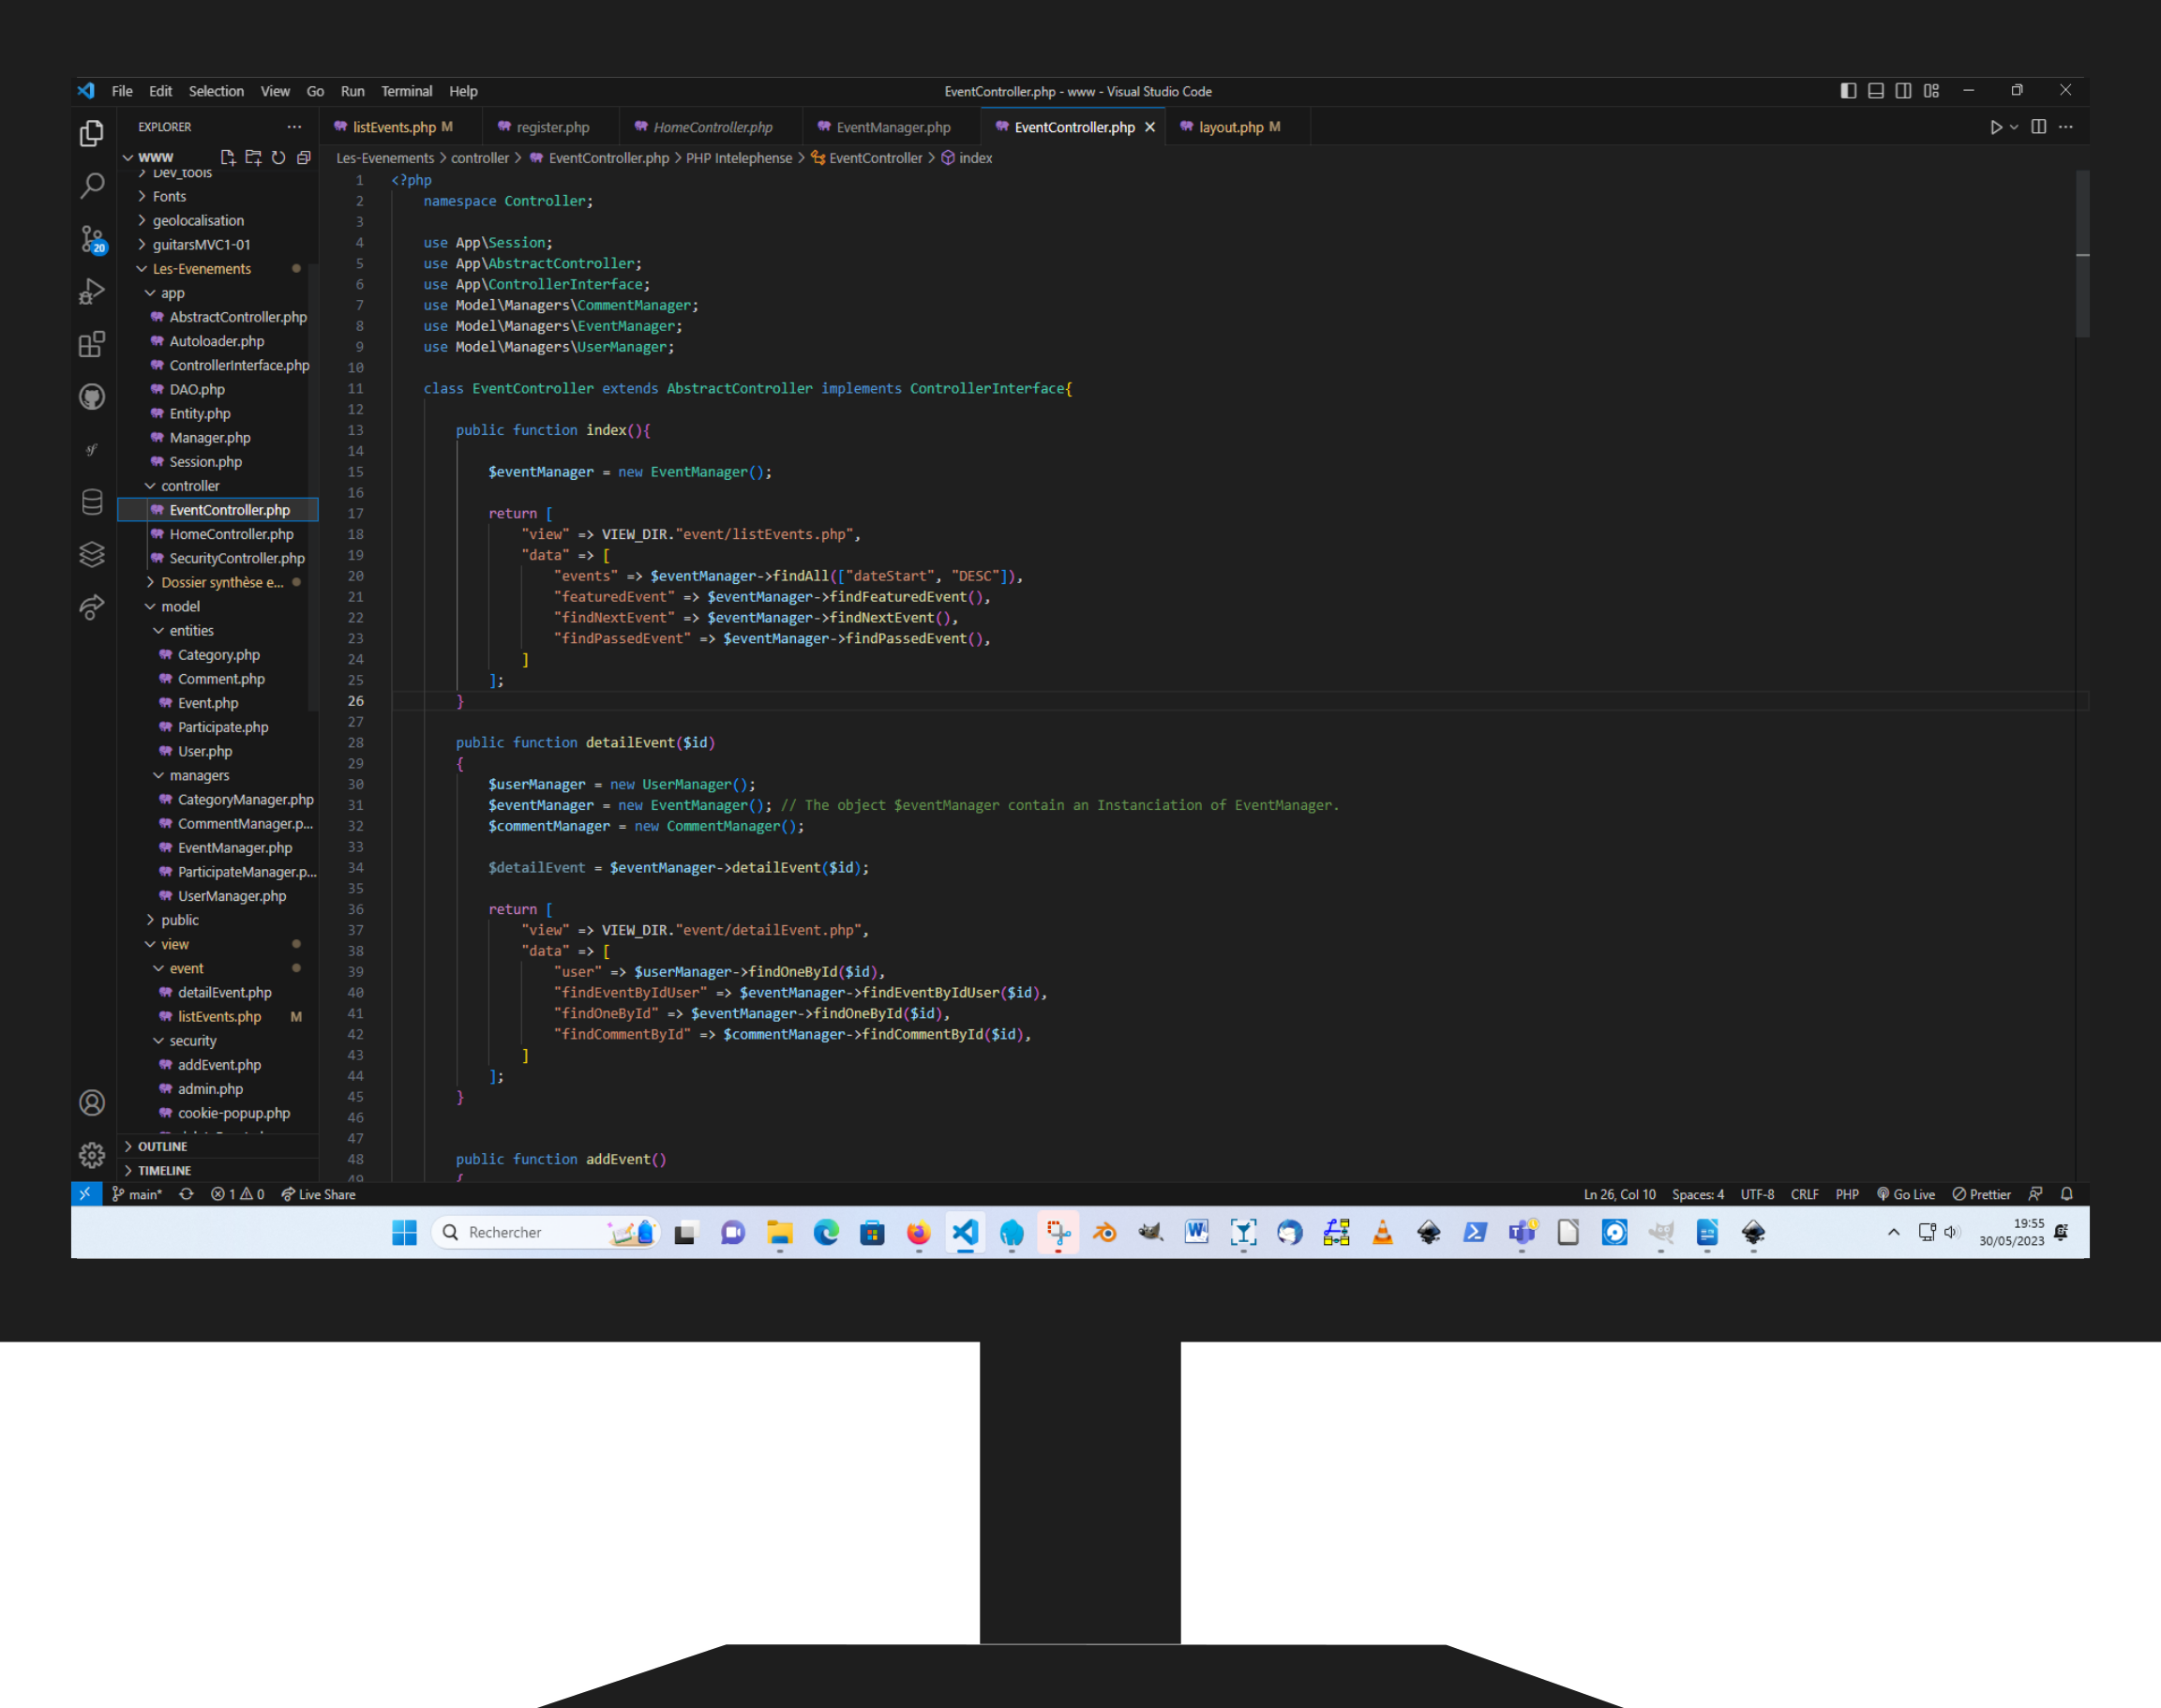 File Edit Selection View Go Run Terminal Help
EventController.php - www - Visual Studio Code
EXPLORER
listEvents.php M
register.php
HomeController.php
EventManager.php
EventController.php
layout.php M
WWW
Les-Evenements > controller > EventController.php > PHP Intelephense > EventController > index
Dev_tools
Fonts
geolocalisation
guitarsMVC1-01
Les-Evenements
app
AbstractController.php
Autoloader.php
ControllerInterface.php
DAO.php
Entity.php
Manager.php
Session.php
controller
EventController.php
HomeController.php
SecurityController.php
Dossier synthèse e...
model
entities
Category.php
Comment.php
Event.php
Participate.php
User.php
managers
CategoryManager.php
CommentManager.p...
EventManager.php
ParticipateManager.p...
UserManager.php
public
view
event
detailEvent.php
listEvents.php M
security
addEvent.php
admin.php
cookie-popup.php
OUTLINE
TIMELINE
20
1 <?php
2 namespace Controller;
3
4 use App\Session;
5 use App\AbstractController;
6 use App\ControllerInterface;
7 use Model\Managers\CommentManager;
8 use Model\Managers\EventManager;
9 use Model\Managers\UserManager;
10
11 class EventController extends AbstractController implements ControllerInterface{
12
13 public function index(){
14
15 $eventManager = new EventManager();
16
17 return [
18 "view" => VIEW_DIR."event/listEvents.php",
19 "data" => [
20 "events" => $eventManager->findAll(["dateStart", "DESC"]),
21 "featuredEvent" => $eventManager->findFeaturedEvent(),
22 "findNextEvent" => $eventManager->findNextEvent(),
23 "findPassedEvent" => $eventManager->findPassedEvent(),
24 ]
25 ];
26 }
27
28 public function detailEvent($id)
29 {
30 $userManager = new UserManager();
31 $eventManager = new EventManager(); // The object $eventManager contain an Instanciation of EventManager.
32 $commentManager = new CommentManager();
33
34 $detailEvent = $eventManager->detailEvent($id);
35
36 return [
37 "view" => VIEW_DIR."event/detailEvent.php",
38 "data" => [
39 "user" => $userManager->findOneById($id),
40 "findEventByIdUser" => $eventManager->findEventByIdUser($id),
41 "findOneById" => $eventManager->findOneById($id),
42 "findCommentById" => $commentManager->findCommentById($id),
43 ]
44 ];
45 }
46
47
48 public function addEvent()
49 {
main* 1 0 Live Share
Ln 26, Col 10 Spaces: 4 UTF-8 CRLF PHP Go Live Prettier
Rechercher
19:55
30/05/2023